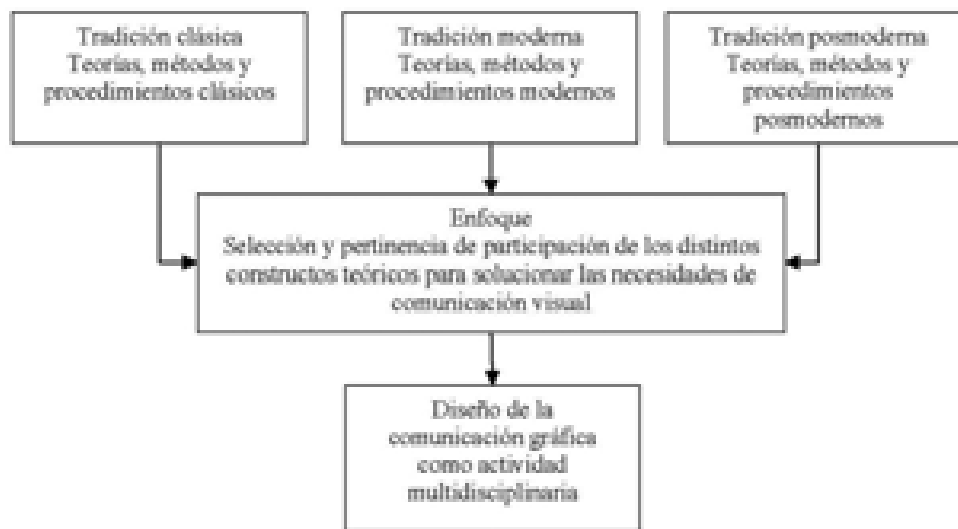 Tradición clásica
Teorías, métodos y
procedimientos clásicos
Tradición moderna
Teorías, métodos y
procedimientos modernos
Tradición posmoderna
Teorías, métodos y
procedimientos
posmodernos
Enfoque
Selección y pertinencia de participación de los distintos
constructos teóricos para solucionar las necesidades de
comunicación visual
Diseño de la
comunicación gráfica
como actividad
multidisciplinaria